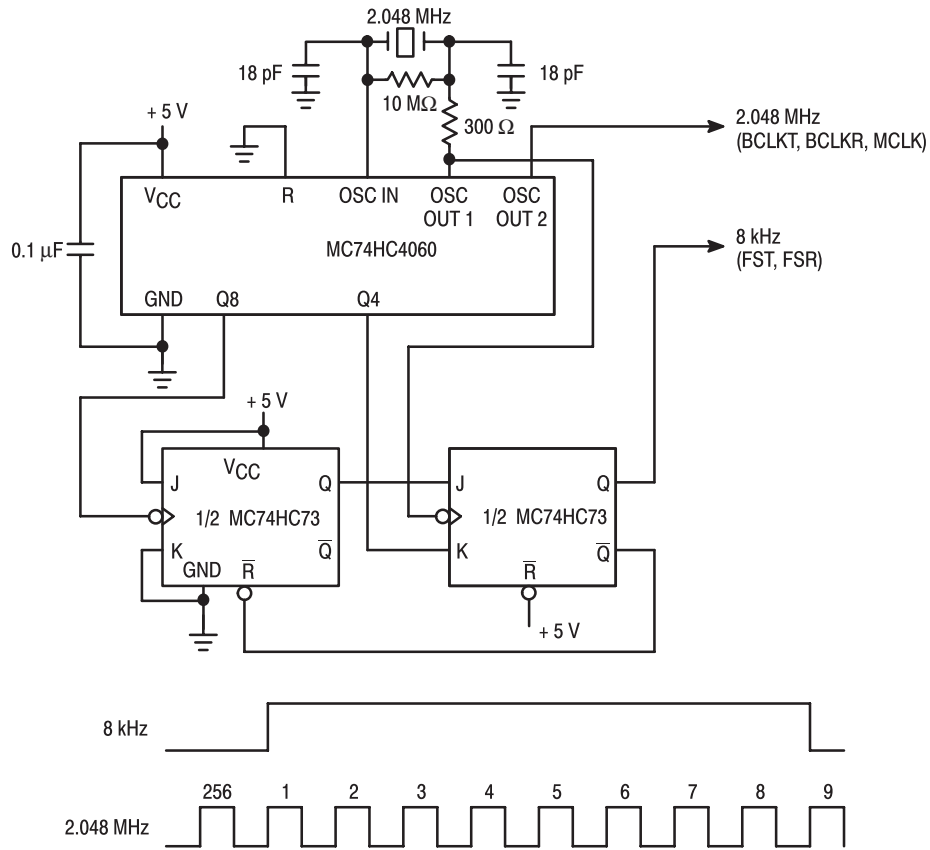 2.048 MHz
18 pF
18 pF
10 MΩ
300 Ω
+ 5 V
2.048 MHz
(BCLKT, BCLKR, MCLK)
VCC
R
OSC IN
OSC
OUT 1
OSC
OUT 2
0.1 µF
MC74HC4060
8 kHz
(FST, FSR)
GND
Q8
Q4
+ 5 V
VCC
J
Q
1/2 MC74HC73
K
Q̅
GND
R̅
J
Q
1/2 MC74HC73
K
Q̅
R̅
+ 5 V
8 kHz
256 1 2 3 4 5 6 7 8 9
2.048 MHz